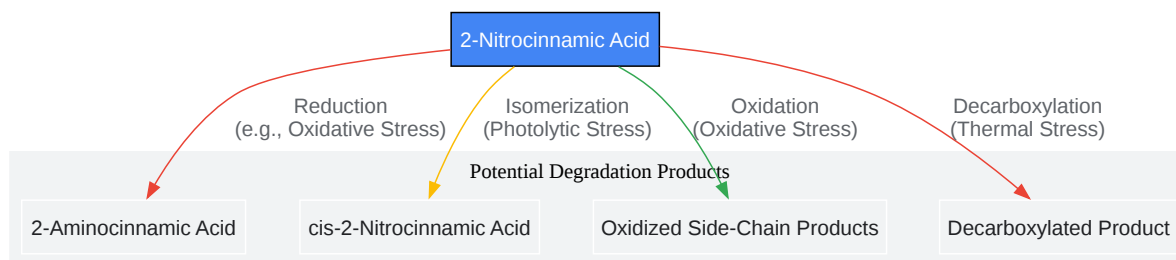 2-Nitrocinnamic Acid
Reduction
(e.g., Oxidative Stress)
Isomerization
(Photolytic Stress)
Oxidation
(Oxidative Stress)
Decarboxylation
(Thermal Stress)
Potential Degradation Products
2-Aminocinnamic Acid
cis-2-Nitrocinnamic Acid
Oxidized Side-Chain Products
Decarboxylated Product